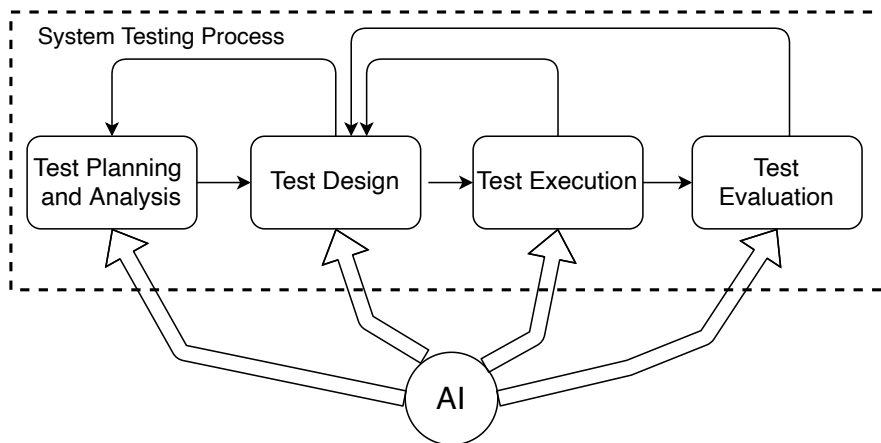 System Testing Process
Test Planning
and Analysis
Test Design
Test Execution
Test
Evaluation
AI